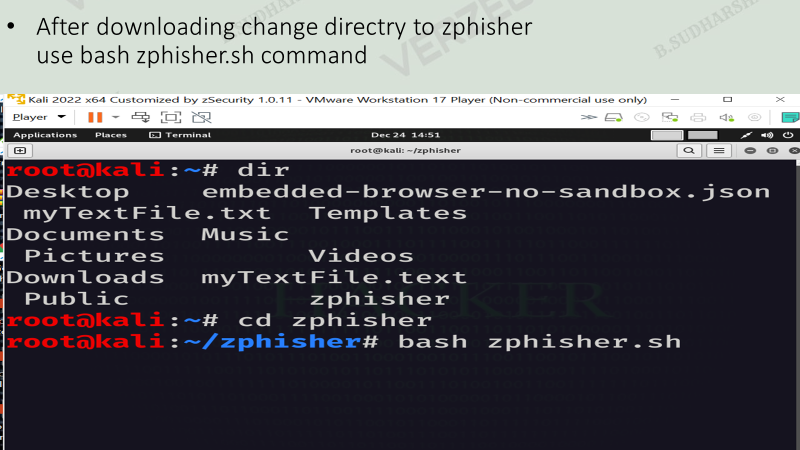 VERZEO
B.SUDHARSHA
• After downloading change directry to zphisher
use bash zphisher.sh command
Kali 2022 x64 Customized by zSecurity 1.0.11 - VMware Workstation 17 Player (Non-commercial use only)
Player
Applications Places Terminal Dec 24 14:51
root@kali: ~/zphisher
root@kali:~# dir
Desktop embedded-browser-no-sandbox.json
myTextFile.txt Templates
Documents Music
Pictures Videos
Downloads myTextFile.text
Public zphisher
root@kali:~# cd zphisher
root@kali:~/zphisher# bash zphisher.sh
HACKER